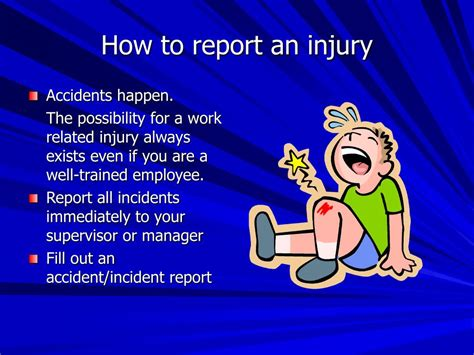 How to report an injury
Accidents happen.
The possibility for a work
related injury always
exists even if you are a
well-trained employee.
Report all incidents
immediately to your
supervisor or manager
Fill out an
accident/incident report